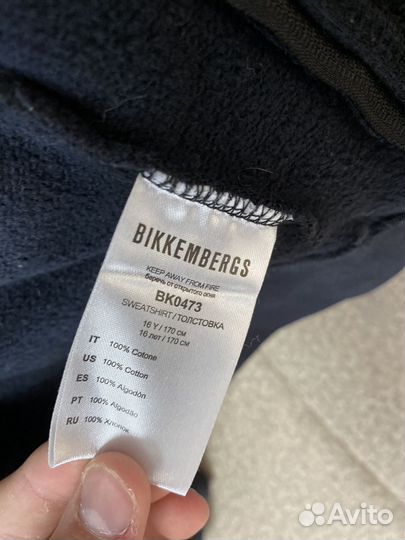 BIKKEMBERGS
KEEP AWAY FROM FIRE
беречь от открытого огня
BK0473
SWEATSHIRT/ТОЛСТОВКА
16 Y/170 CM
16 лет/170 см
IT 100% Cotone
US 100% Cotton
ES 100% Algodón
PT 100% Algodão
RU 100% Хлопок
Avito